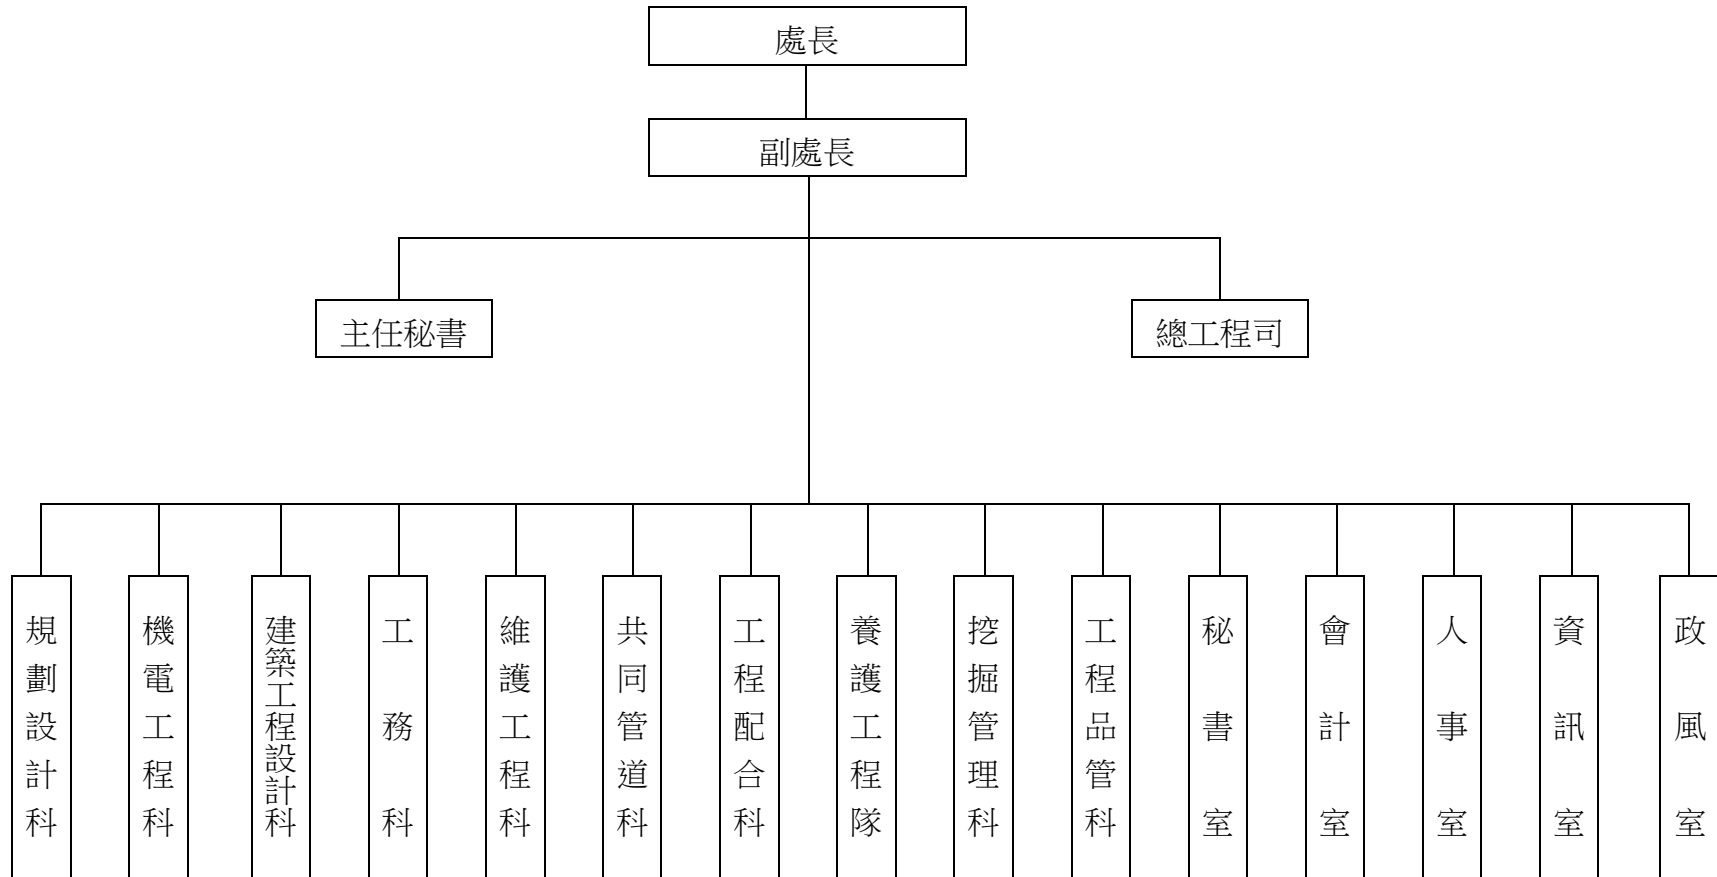 處長
副處長
主任秘書
總工程司
規劃設計科
機電工程科
建築工程設計科
工務科
維護工程科
共同管道科
工程配合科
養護工程隊
挖掘管理科
工程品管科
秘書室
會計室
人事室
資訊室
政風室